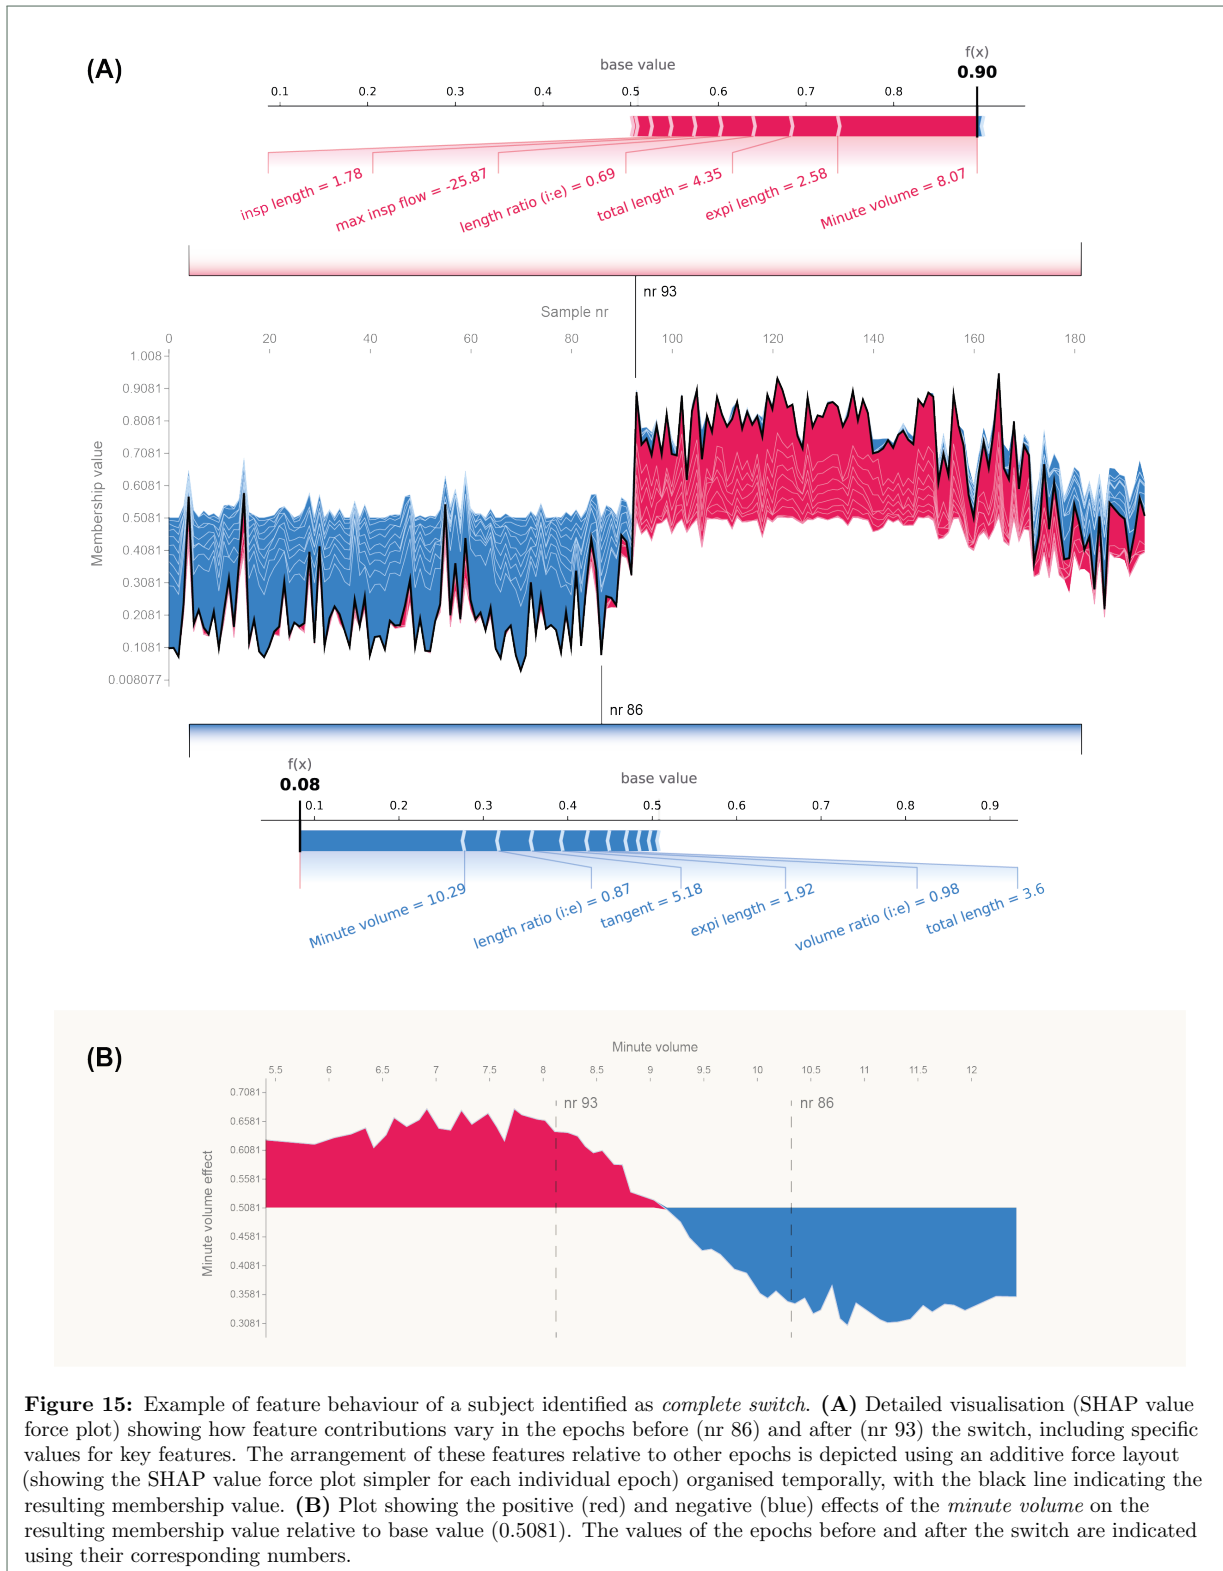 (A)
base value
f(x)
0.90
0.1 0.2 0.3 0.4 0.5 0.6 0.7 0.8
insp length = 1.78
max insp flow = -25.87
length ratio (i:e) = 0.69
total length = 4.35
expi length = 2.58
Minute volume = 8.07
nr 93
Sample nr
0 20 40 60 80 100 120 140 160 180
1.008
0.9081
0.8081
0.7081
0.6081
0.5081
0.4081
0.3081
0.2081
0.1081
0.008077
Membership value
nr 86
f(x)
0.08
base value
0.1 0.2 0.3 0.4 0.5 0.6 0.7 0.8 0.9
Minute volume = 10.29
length ratio (i:e) = 0.87
tangent = 5.18
expi length = 1.92
volume ratio (i:e) = 0.98
total length = 3.6
(B)
Minute volume
5.5 6 6.5 7 7.5 8 8.5 9 9.5 10 10.5 11 11.5 12
nr 93
nr 86
0.7081
0.6581
0.6081
0.5581
0.5081
0.4581
0.4081
0.3581
0.3081
Minute volume effect
Figure 15: Example of feature behaviour of a subject identified as complete switch. (A) Detailed visualisation (SHAP value
force plot) showing how feature contributions vary in the epochs before (nr 86) and after (nr 93) the switch, including specific
values for key features. The arrangement of these features relative to other epochs is depicted using an additive force layout
(showing the SHAP value force plot simpler for each individual epoch) organised temporally, with the black line indicating the
resulting membership value. (B) Plot showing the positive (red) and negative (blue) effects of the minute volume on the
resulting membership value relative to base value (0.5081). The values of the epochs before and after the switch are indicated
using their corresponding numbers.